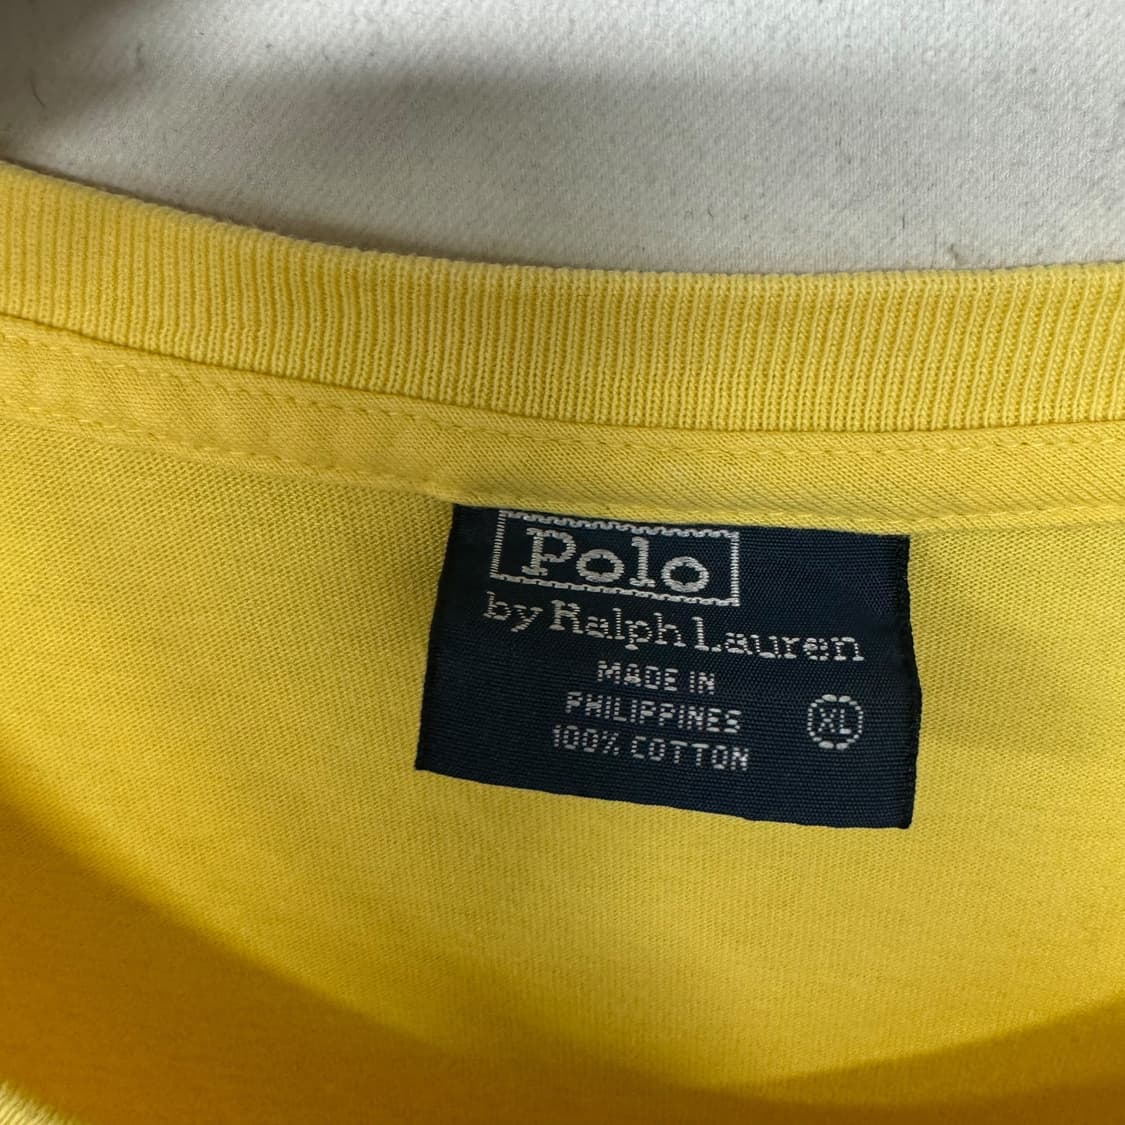 Polo
by Ralph Lauren
MADE IN
PHILIPPINES
100% COTTON
XL